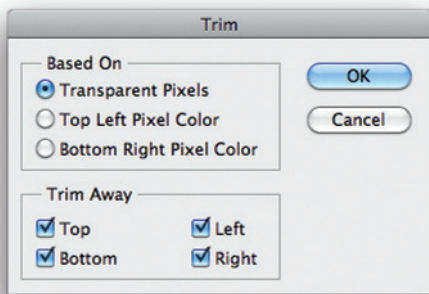 Trim
Based On
Transparent Pixels
Top Left Pixel Color
Bottom Right Pixel Color
OK
Cancel
Trim Away
Top
Left
Bottom
Right